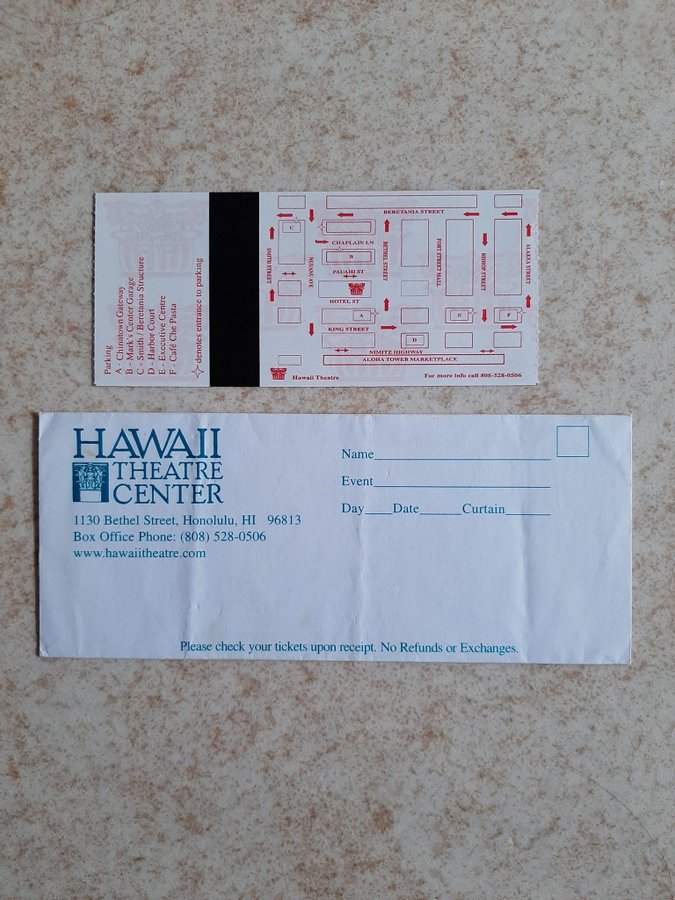 Parking
A - Chinatown Gateway
B - Mark's Center Garage
C - Smith / Beretania Structure
D - Harbor Court
E - Executive Centre
F - Café Che Pasta
denotes entrance to parking
BERETANIA STREET
C
CHAPLAIN LN
B
PAUAHI ST
SMITH STREET
NUUANU AVE
BETHEL STREET
FORT STREET MALL
BISHOP STREET
ALAKEA STREET
HOTEL ST
A
E
F
KING STREET
D
NIMITZ HIGHWAY
ALOHA TOWER MARKETPLACE
Hawaii Theatre
For more info call 808-528-0506
HAWAII
THEATRE
CENTER
1130 Bethel Street, Honolulu, HI 96813
Box Office Phone: (808) 528-0506
www.hawaiitheatre.com
Name
Event
Day Date Curtain
Please check your tickets upon receipt. No Refunds or Exchanges.